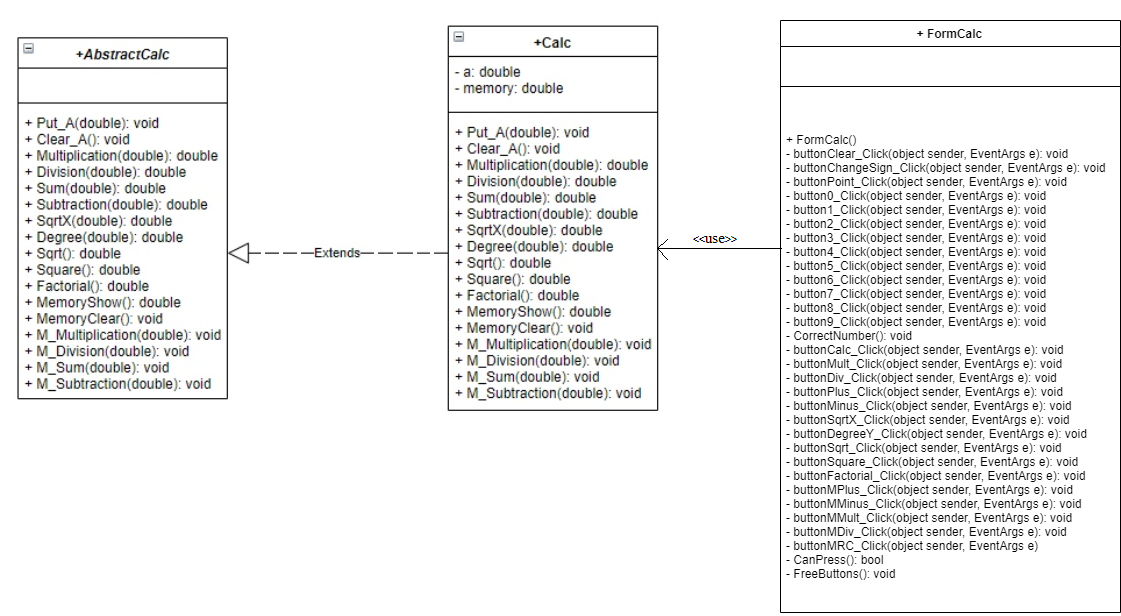 +AbstractCalc
+ Put_A(double): void
+ Clear_A(): void
+ Multiplication(double): double
+ Division(double): double
+ Sum(double): double
+ Subtraction(double): double
+ SqrtX(double): double
+ Degree(double): double
+ Sqrt(): double
+ Square(): double
+ Factorial(): double
+ MemoryShow(): double
+ MemoryClear(): void
+ M_Multiplication(double): void
+ M_Division(double): void
+ M_Sum(double): void
+ M_Subtraction(double): void
Extends
+Calc
- a: double
- memory: double
+ Put_A(double): void
+ Clear_A(): void
+ Multiplication(double): double
+ Division(double): double
+ Sum(double): double
+ Subtraction(double): double
+ SqrtX(double): double
+ Degree(double): double
+ Sqrt(): double
+ Square(): double
+ Factorial(): double
+ MemoryShow(): double
+ MemoryClear(): void
+ M_Multiplication(double): void
+ M_Division(double): void
+ M_Sum(double): void
+ M_Subtraction(double): void
<<use>>
+ FormCalc
+ FormCalc()
- buttonClear_Click(object sender, EventArgs e): void
- buttonChangeSign_Click(object sender, EventArgs e): void
- buttonPoint_Click(object sender, EventArgs e): void
- button0_Click(object sender, EventArgs e): void
- button1_Click(object sender, EventArgs e): void
- button2_Click(object sender, EventArgs e): void
- button3_Click(object sender, EventArgs e): void
- button4_Click(object sender, EventArgs e): void
- button5_Click(object sender, EventArgs e): void
- button6_Click(object sender, EventArgs e): void
- button7_Click(object sender, EventArgs e): void
- button8_Click(object sender, EventArgs e): void
- button9_Click(object sender, EventArgs e): void
- CorrectNumber(): void
- buttonCalc_Click(object sender, EventArgs e): void
- buttonMult_Click(object sender, EventArgs e): void
- buttonDiv_Click(object sender, EventArgs e): void
- buttonPlus_Click(object sender, EventArgs e): void
- buttonMinus_Click(object sender, EventArgs e): void
- buttonSqrtX_Click(object sender, EventArgs e): void
- buttonDegreeY_Click(object sender, EventArgs e): void
- buttonSqrt_Click(object sender, EventArgs e): void
- buttonSquare_Click(object sender, EventArgs e): void
- buttonFactorial_Click(object sender, EventArgs e): void
- buttonMPlus_Click(object sender, EventArgs e): void
- buttonMMinus_Click(object sender, EventArgs e): void
- buttonMMult_Click(object sender, EventArgs e): void
- buttonMDiv_Click(object sender, EventArgs e): void
- buttonMRC_Click(object sender, EventArgs e)
- CanPress(): bool
- FreeButtons(): void